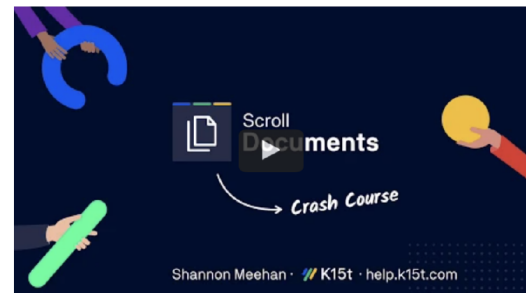 Scroll
Documents
Crash Course
Shannon Meehan · K15t · help.k15t.com